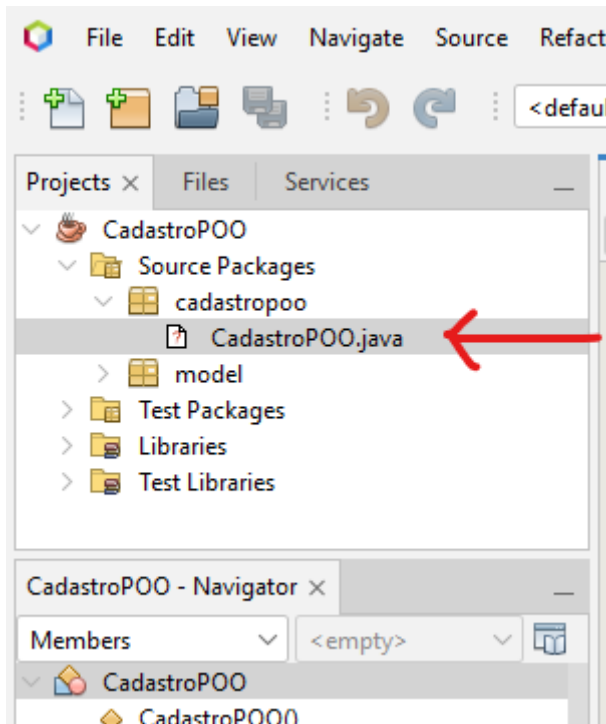 File Edit View Navigate Source Refact
<defaul
Projects Files Services
CadastroPOO
Source Packages
cadastropoo
CadastroPOO.java
model
Test Packages
Libraries
Test Libraries
CadastroPOO - Navigator
Members <empty>
CadastroPOO
CadastroPOO()